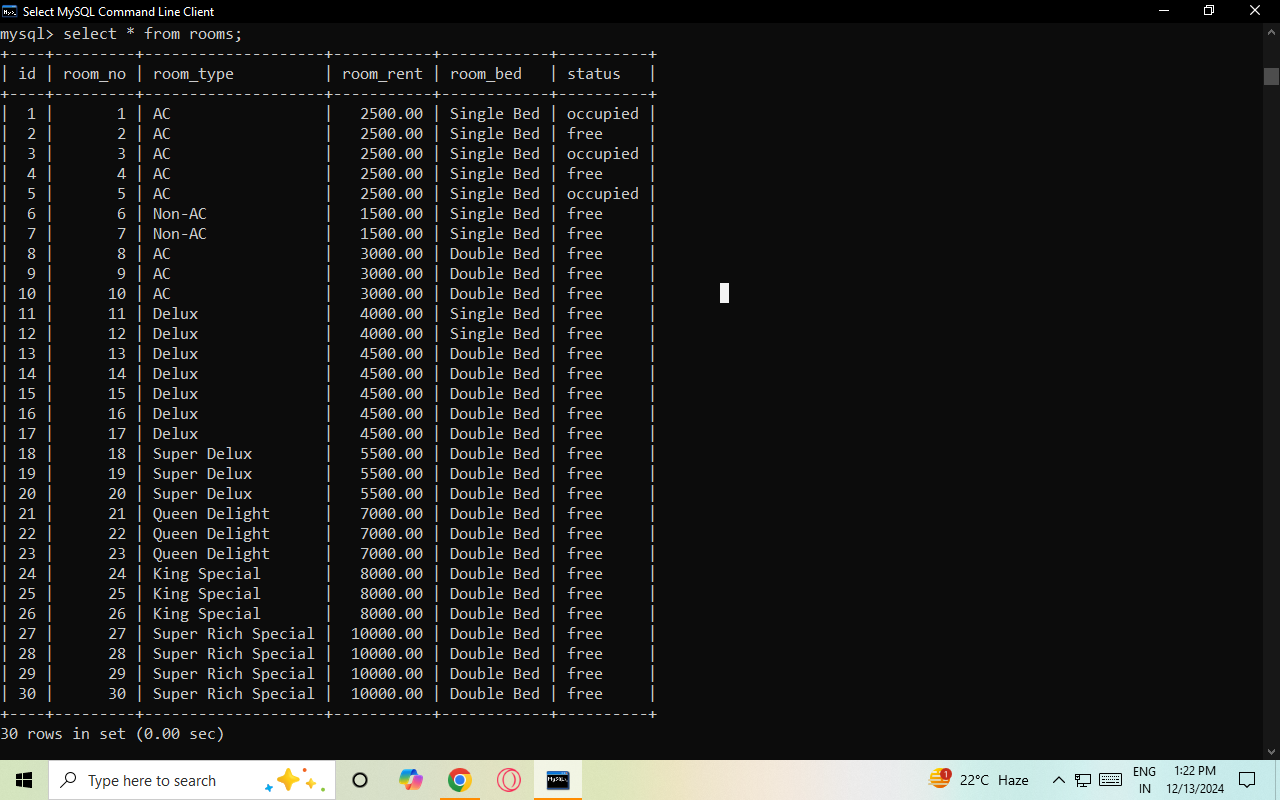 Select MySQL Command Line Client
mysql> select * from rooms;
+----+---------+--------------------+-----------+------------+----------+
| id | room_no | room_type          | room_rent | room_bed   | status   |
+----+---------+--------------------+-----------+------------+----------+
|  1 |       1 | AC                 |   2500.00 | Single Bed | occupied |
|  2 |       2 | AC                 |   2500.00 | Single Bed | free     |
|  3 |       3 | AC                 |   2500.00 | Single Bed | occupied |
|  4 |       4 | AC                 |   2500.00 | Single Bed | free     |
|  5 |       5 | AC                 |   2500.00 | Single Bed | occupied |
|  6 |       6 | Non-AC             |   1500.00 | Single Bed | free     |
|  7 |       7 | Non-AC             |   1500.00 | Single Bed | free     |
|  8 |       8 | AC                 |   3000.00 | Double Bed | free     |
|  9 |       9 | AC                 |   3000.00 | Double Bed | free     |
| 10 |      10 | AC                 |   3000.00 | Double Bed | free     |
| 11 |      11 | Delux              |   4000.00 | Single Bed | free     |
| 12 |      12 | Delux              |   4000.00 | Single Bed | free     |
| 13 |      13 | Delux              |   4500.00 | Double Bed | free     |
| 14 |      14 | Delux              |   4500.00 | Double Bed | free     |
| 15 |      15 | Delux              |   4500.00 | Double Bed | free     |
| 16 |      16 | Delux              |   4500.00 | Double Bed | free     |
| 17 |      17 | Delux              |   4500.00 | Double Bed | free     |
| 18 |      18 | Super Delux        |   5500.00 | Double Bed | free     |
| 19 |      19 | Super Delux        |   5500.00 | Double Bed | free     |
| 20 |      20 | Super Delux        |   5500.00 | Double Bed | free     |
| 21 |      21 | Queen Delight      |   7000.00 | Double Bed | free     |
| 22 |      22 | Queen Delight      |   7000.00 | Double Bed | free     |
| 23 |      23 | Queen Delight      |   7000.00 | Double Bed | free     |
| 24 |      24 | King Special       |   8000.00 | Double Bed | free     |
| 25 |      25 | King Special       |   8000.00 | Double Bed | free     |
| 26 |      26 | King Special       |   8000.00 | Double Bed | free     |
| 27 |      27 | Super Rich Special |  10000.00 | Double Bed | free     |
| 28 |      28 | Super Rich Special |  10000.00 | Double Bed | free     |
| 29 |      29 | Super Rich Special |  10000.00 | Double Bed | free     |
| 30 |      30 | Super Rich Special |  10000.00 | Double Bed | free     |
+----+---------+--------------------+-----------+------------+----------+
30 rows in set (0.00 sec)
Type here to search
1
22°C Haze
ENG
IN
1:22 PM
12/13/2024